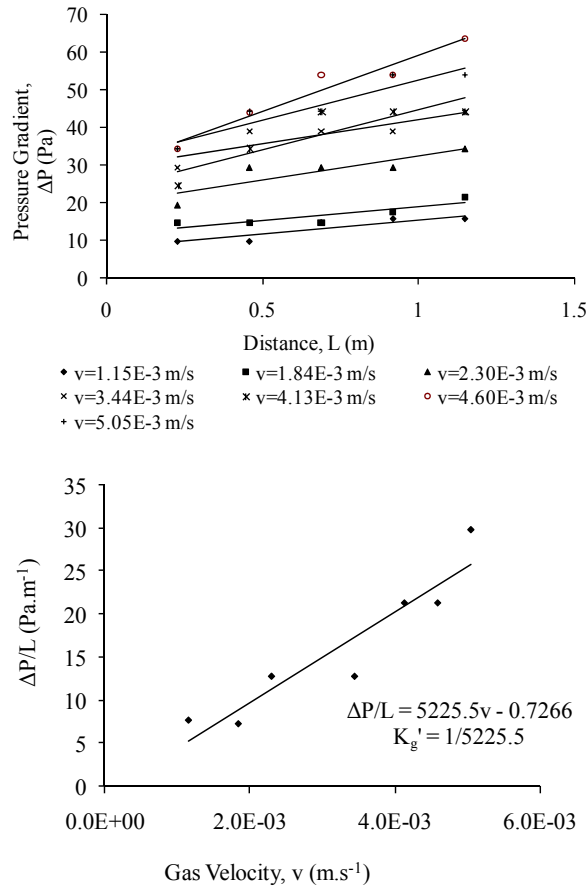 Pressure Gradient,
ΔP (Pa)
70
60
50
40
30
20
10
0
0 0.5 1 1.5
Distance, L (m)
v=1.15E-3 m/s v=1.84E-3 m/s v=2.30E-3 m/s
v=3.44E-3 m/s v=4.13E-3 m/s v=4.60E-3 m/s
v=5.05E-3 m/s
ΔP/L (Pa.m-1)
35
30
25
20
15
10
5
0
ΔP/L = 5225.5v - 0.7266
Kg' = 1/5225.5
0.0E+00 2.0E-03 4.0E-03 6.0E-03
Gas Velocity, v (m.s-1)